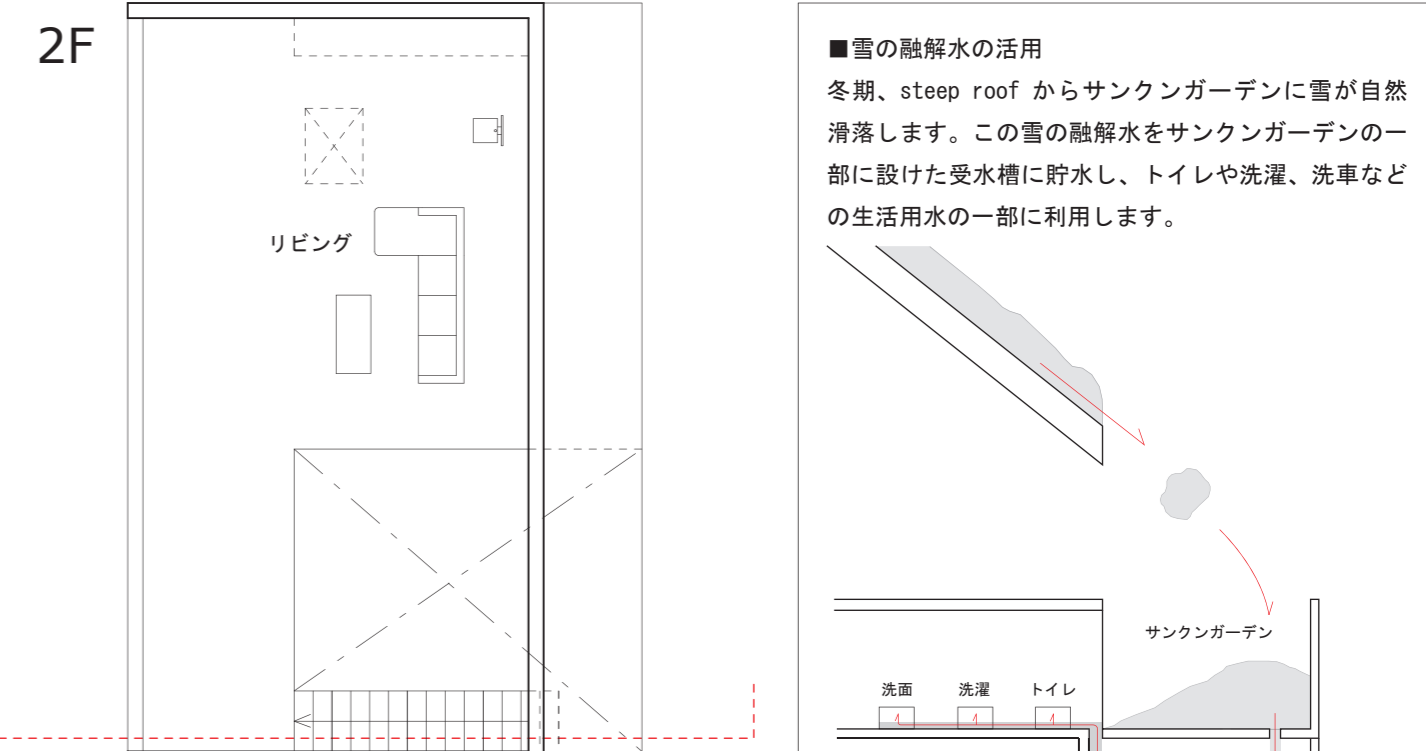 2F
リビング
■雪の融解水の活用
冬期、steep roof からサンクンガーデンに雪が自然
滑落します。この雪の融解水をサンクンガーデンの一
部に設けた受水槽に貯水し、トイレや洗濯、洗車など
の生活用水の一部に利用します。
サンクンガーデン
洗面 洗濯 トイレ